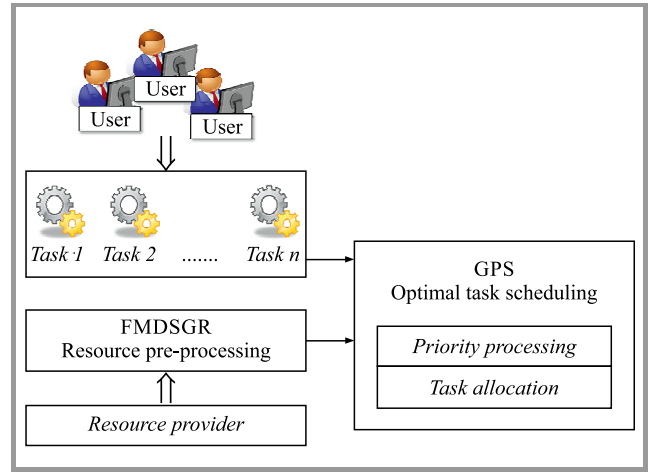 User
User
User
Task 1 Task 2 ....... Task n
GPS
Optimal task scheduling
FMDSGR
Resource pre-processing
Priority processing
Task allocation
Resource provider